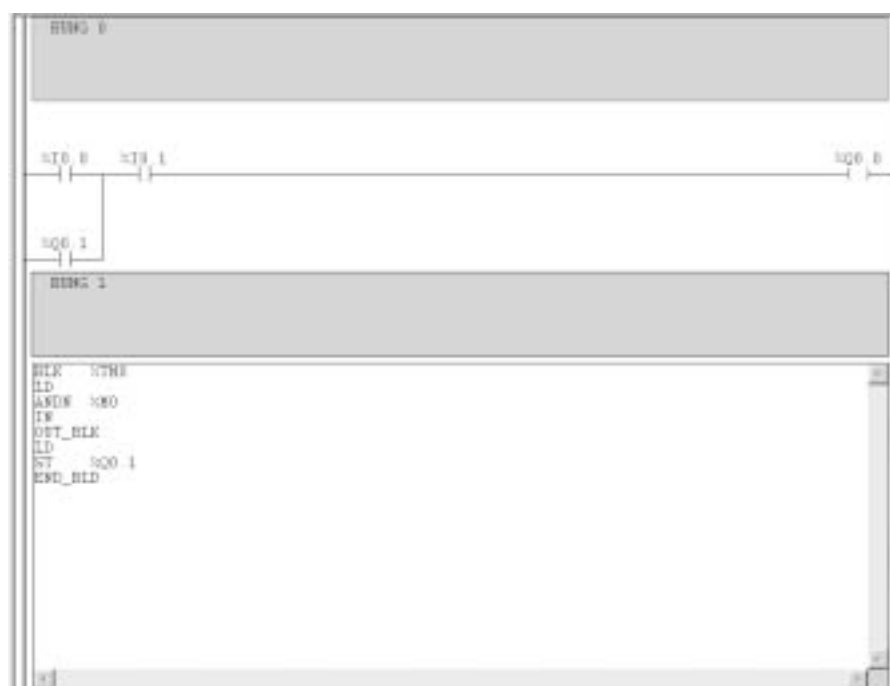 RUNG 0
%I0.0 %I0.1 %Q0.0
%Q0.1
RUNG 1
BLK %TM0
LD
ANDN %M0
IN
OUT_BLK
LD
ST %Q0.1
END_BLD